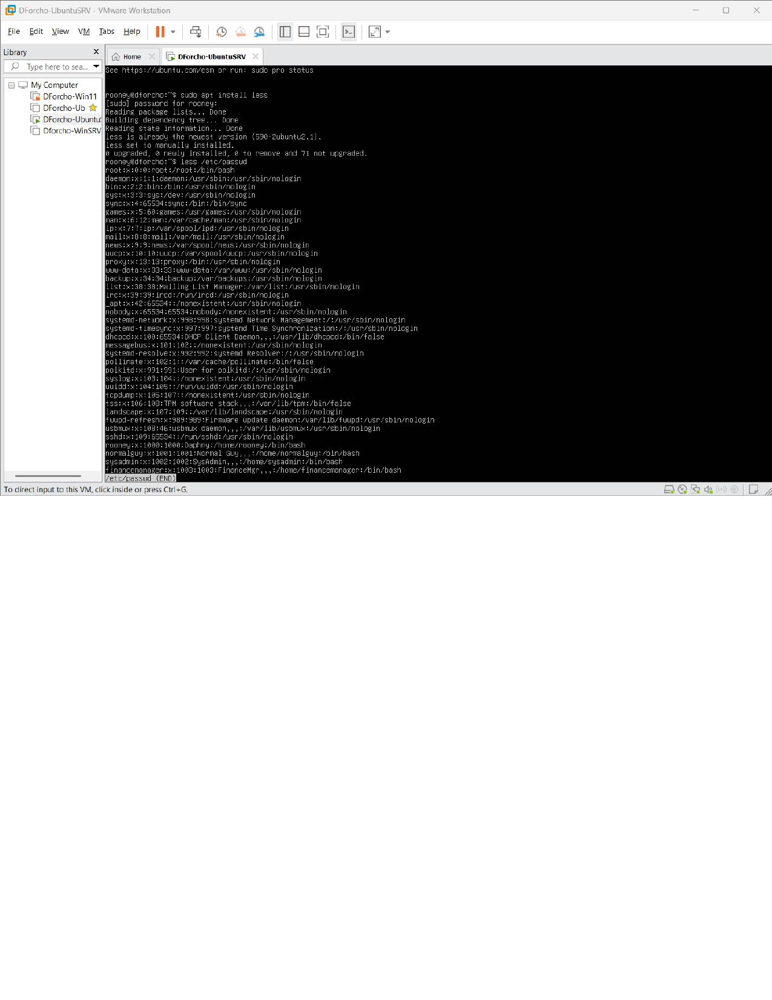 DForcho-UbuntuSRV - VMware Workstation
File Edit View VM Tabs Help
Library
Type here to sea...
My Computer
DForcho-Win11
DForcho-Ub
DForcho-Ubuntu
Dforcho-WinSRV
Home
DForcho-UbuntuSRV
See https://ubuntu.com/esm or run: sudo pro status
rooney@dforcho:~$ sudo apt install less
[sudo] password for rooney:
Reading package lists... Done
Building dependency tree... Done
Reading state information... Done
less is already the newest version (590-2ubuntu2.1).
less set to manually installed.
0 upgraded, 0 newly installed, 0 to remove and 71 not upgraded.
rooney@dforcho:~$ less /etc/passwd
root:x:0:0:root:/root:/bin/bash
daemon:x:1:1:daemon:/usr/sbin:/usr/sbin/nologin
bin:x:2:2:bin:/bin:/usr/sbin/nologin
sys:x:3:3:sys:/dev:/usr/sbin/nologin
sync:x:4:65534:sync:/bin:/bin/sync
games:x:5:60:games:/usr/games:/usr/sbin/nologin
man:x:6:12:man:/var/cache/man:/usr/sbin/nologin
lp:x:7:7:lp:/var/spool/lpd:/usr/sbin/nologin
mail:x:8:8:mail:/var/mail:/usr/sbin/nologin
news:x:9:9:news:/var/spool/news:/usr/sbin/nologin
uucp:x:10:10:uucp:/var/spool/uucp:/usr/sbin/nologin
proxy:x:13:13:proxy:/bin:/usr/sbin/nologin
www-data:x:33:33:www-data:/var/www:/usr/sbin/nologin
backup:x:34:34:backup:/var/backups:/usr/sbin/nologin
list:x:38:38:Mailing List Manager:/var/list:/usr/sbin/nologin
irc:x:39:39:ircd:/run/ircd:/usr/sbin/nologin
_apt:x:42:65534::/nonexistent:/usr/sbin/nologin
nobody:x:65534:65534:nobody:/nonexistent:/usr/sbin/nologin
systemd-network:x:998:998:systemd Network Management:/:/usr/sbin/nologin
systemd-timesync:x:997:997:systemd Time Synchronization:/:/usr/sbin/nologin
dhcpcd:x:100:65534:DHCP Client Daemon,,,:/usr/lib/dhcpcd:/bin/false
messagebus:x:101:102::/nonexistent:/usr/sbin/nologin
systemd-resolve:x:992:992:systemd Resolver:/:/usr/sbin/nologin
pollinate:x:102:1::/var/cache/pollinate:/bin/false
polkitd:x:991:991:User for polkitd:/:/usr/sbin/nologin
syslog:x:103:104::/nonexistent:/usr/sbin/nologin
uuidd:x:104:105::/run/uuidd:/usr/sbin/nologin
tcpdump:x:105:107::/nonexistent:/usr/sbin/nologin
tss:x:106:108:TPM software stack,,,:/var/lib/tpm:/bin/false
landscape:x:107:109::/var/lib/landscape:/usr/sbin/nologin
fwupd-refresh:x:989:989:Firmware update daemon:/var/lib/fwupd:/usr/sbin/nologin
usbmux:x:108:46:usbmux daemon,,,:/var/lib/usbmux:/usr/sbin/nologin
sshd:x:109:65534::/run/sshd:/usr/sbin/nologin
rooney:x:1000:1000:Daphny:/home/rooney:/bin/bash
normalguy:x:1001:1001:Normal Guy,,,:/home/normalguy:/bin/bash
sysadmin:x:1002:1002:SysAdmin,,,:/home/sysadmin:/bin/bash
financemanager:x:1003:1003:FinanceMgr,,,:/home/financemanager:/bin/bash
/etc/passwd (END)
To direct input to this VM, click inside or press Ctrl+G.